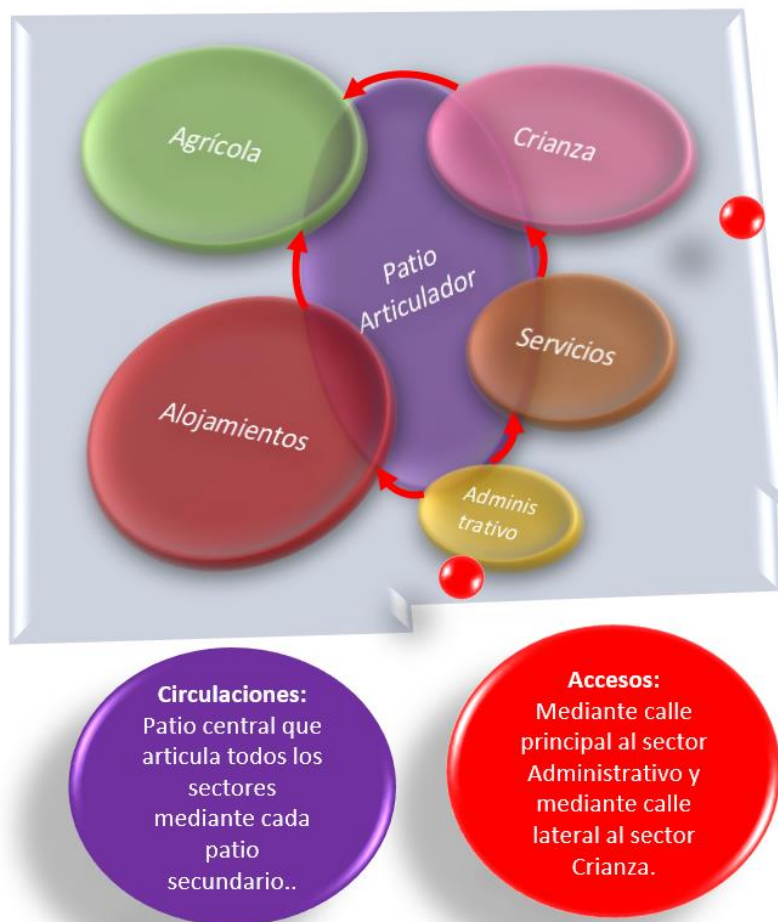 Agrícola
Crianza
Patio
Articulador
Servicios
Alojamientos
Adminis
trativo
Circulaciones:
Patio central que
articula todos los
sectores
mediante cada
patio
secundario..
Accesos:
Mediante calle
principal al sector
Administrativo y
mediante calle
lateral al sector
Crianza.